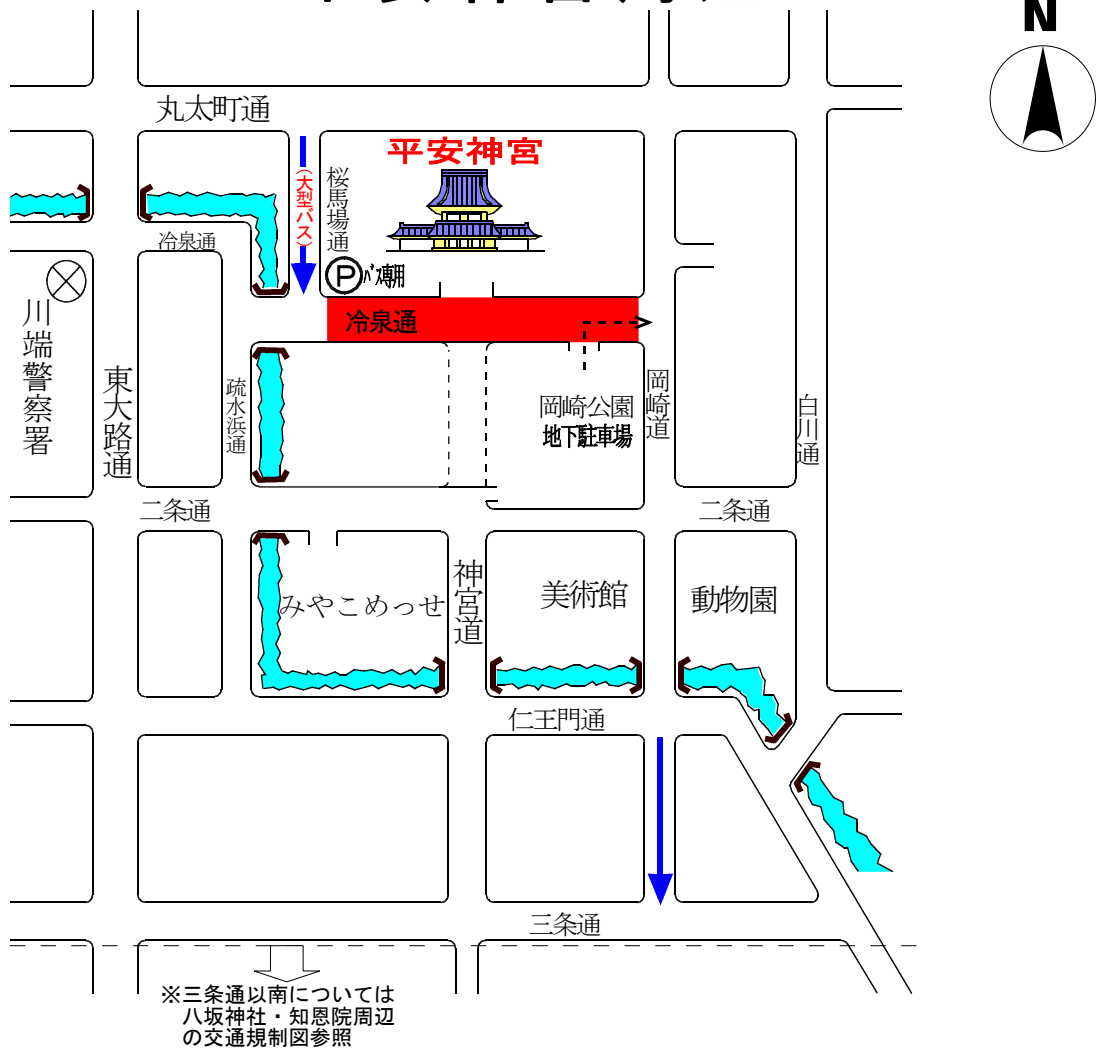 N
丸太町通
平安神宮
(大型バス)
桜馬場通
冷泉通
P バス専用
川端警察署
冷泉通
東大路通
疏水浜通
岡崎公園
地下駐車場
岡崎道
白川通
二条通
二条通
みやこめっせ
神宮道
美術館
動物園
仁王門通
三条通
※三条通以南については
八坂神社・知恩院周辺
の交通規制図参照